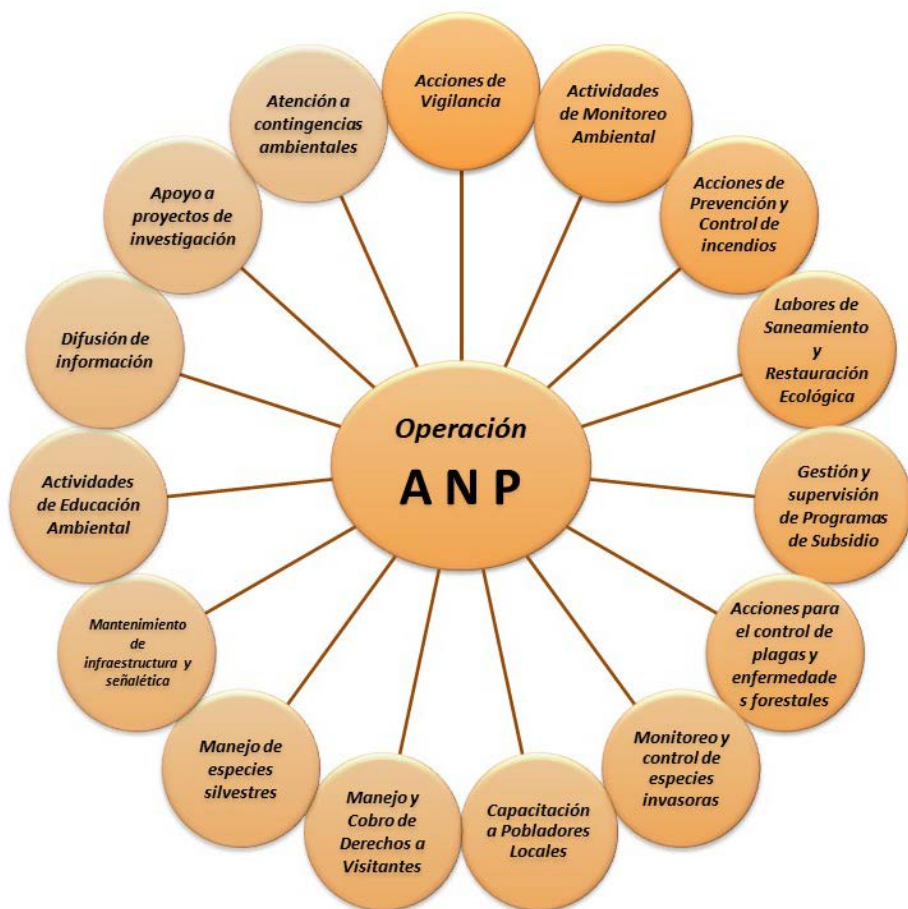 Acciones de
Vigilancia
Actividades
de Monitoreo
Ambiental
Acciones de
Prevención y
Control de
incendios
Labores de
Saneamiento
y
Restauración
Ecológica
Gestión y
supervisión
de Programas
de Subsidio
Acciones para
el control de
plagas y
enfermedade
s forestales
Monitoreo y
control de
especies
invasoras
Capacitación
a Pobladores
Locales
Manejo y
Cobro de
Derechos a
Visitantes
Manejo de
especies
silvestres
Mantenimiento
de
infraestructura y
señalética
Actividades
de Educación
Ambiental
Difusión de
información
Apoyo a
proyectos de
investigación
Atención a
contingencias
ambientales
Operación
A N P